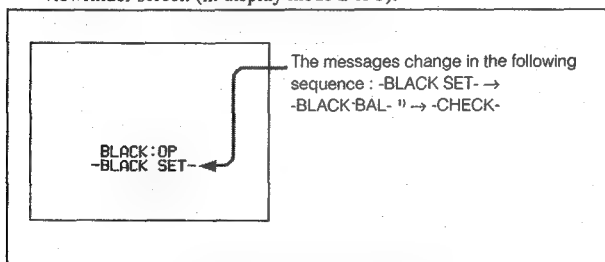 viewfinder screen (in display mode 2 or 3).
The messages change in the following
sequence : -BLACK SET- →
-BLACK BAL- 1) → -CHECK-
BLACK:OP
-BLACK SET-